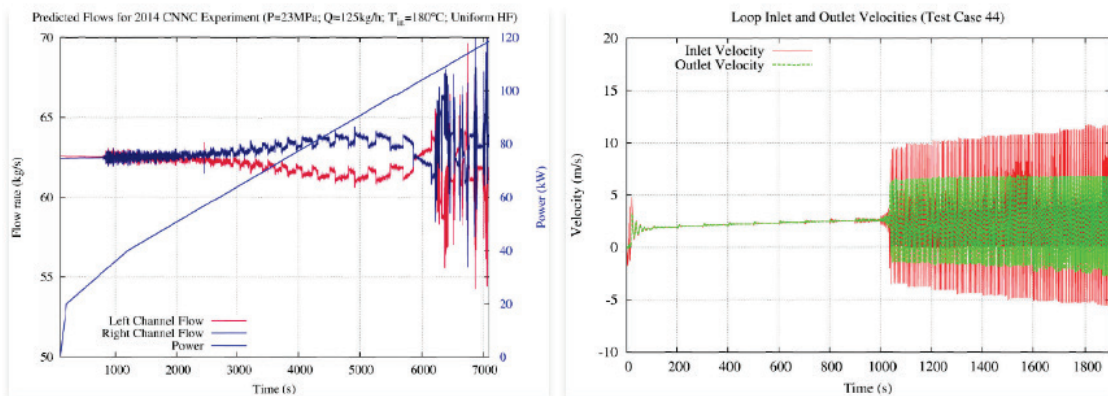 Predicted Flows for 2014 CNNC Experiment (P=23MPa; Q=125kg/h; T_in=180°C; Uniform HF)
Flow rate (kg/s)
70
65
60
55
50
120
100
80
60
40
20
0
Power (kW)
Left Channel Flow
Right Channel Flow
Power
1000 2000 3000 4000 5000 6000 7000
Time (s)
Loop Inlet and Outlet Velocities (Test Case 44)
Velocity (m/s)
20
15
10
5
0
-5
-10
Inlet Velocity
Outlet Velocity
0 200 400 600 800 1000 1200 1400 1600 1800
Time (s)